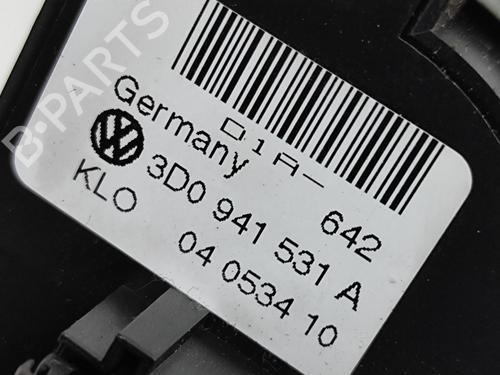 B-PARTS
D1A- 642
Germany
3D0 941 531 A
KLO
04 0534 10